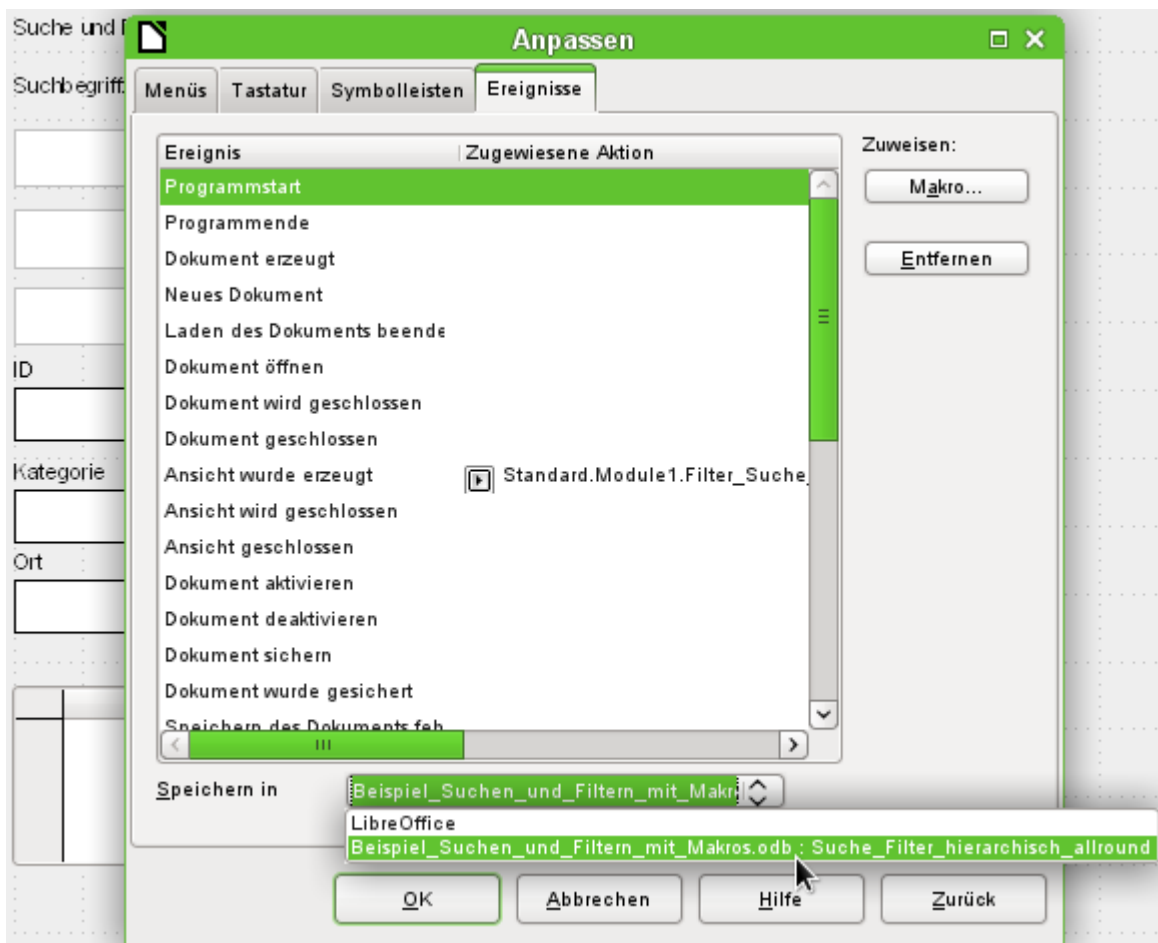 Suche und
Anpassen
Suchbegriff:
Menüs
Tastatur
Symbolleisten
Ereignisse
Ereignis
Zugewiesene Aktion
Zuweisen:
Programmstart
Makro...
Programmende
Dokument erzeugt
Entfernen
Neues Dokument
Laden des Dokuments beende
Dokument öffnen
ID
Dokument wird geschlossen
Dokument geschlossen
Kategorie
Ansicht wurde erzeugt
Standard.Module1.Filter_Suche_
Ansicht wird geschlossen
Ansicht geschlossen
Ort
Dokument aktivieren
Dokument deaktivieren
Dokument sichern
Dokument wurde gesichert
Speichern des Dokuments feh
Speichern in
Beispiel_Suchen_und_Filtern_mit_Makr
LibreOffice
Beispiel_Suchen_und_Filtern_mit_Makros.odb : Suche_Filter_hierarchisch_allround
OK
Abbrechen
Hilfe
Zurück